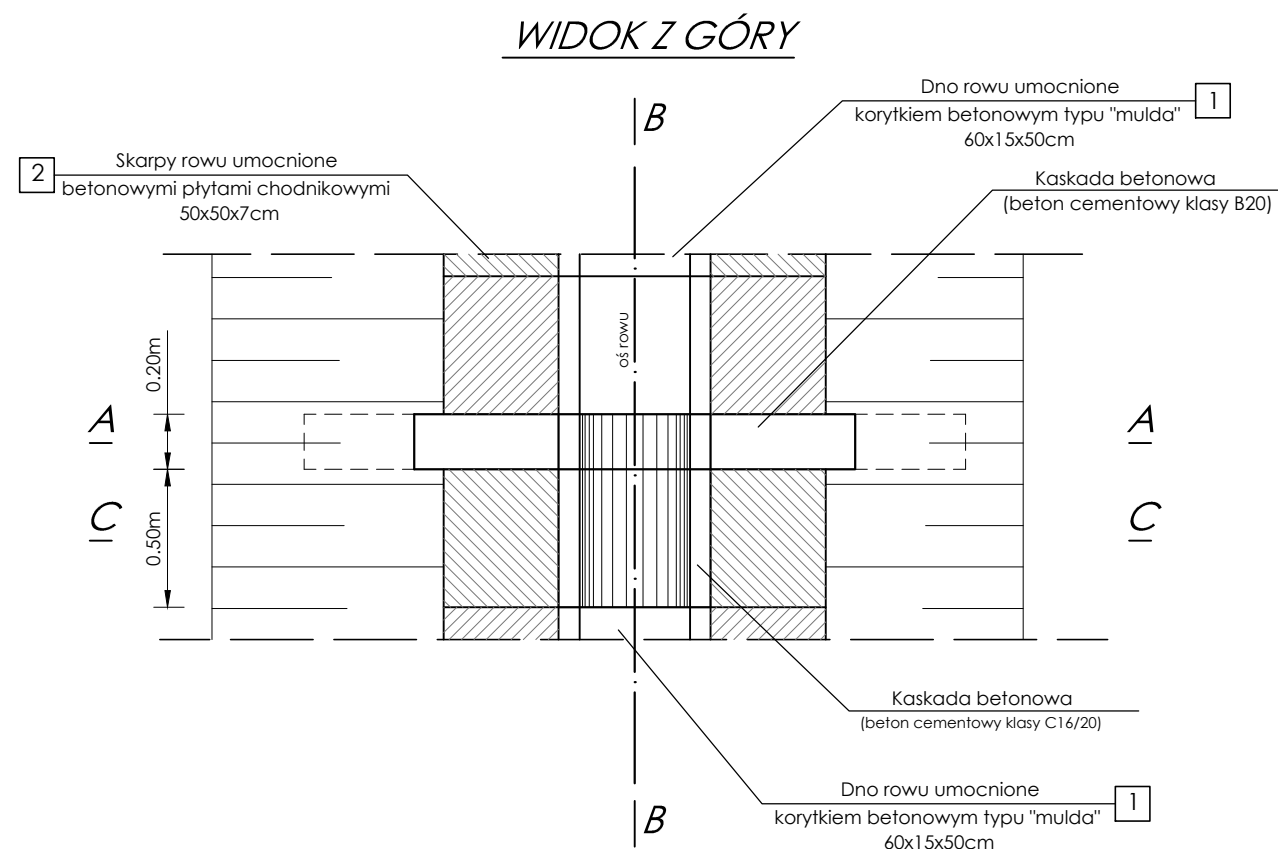 WIDOK Z GÓRY
B
Dno rowu umocnione
korytkiem betonowym typu "mulda"
60x15x50cm
1
Skarpy rowu umocnione
betonowymi płytami chodnikowymi
50x50x7cm
2
Kaskada betonowa
(beton cementowy klasy B20)
oś rowu
0.20m
A
A
C
C
0.50m
Kaskada betonowa
(beton cementowy klasy C16/20)
Dno rowu umocnione
korytkiem betonowym typu "mulda"
60x15x50cm
1
B